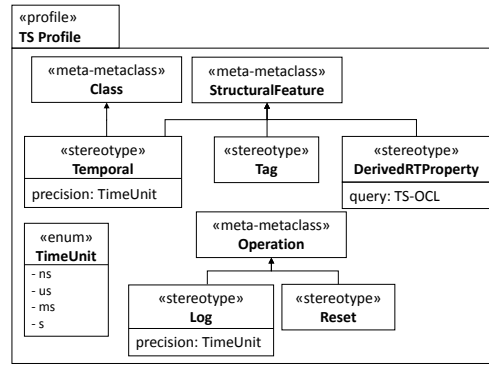 «profile»
TS Profile
«meta-metaclass»
Class
«meta-metaclass»
StructuralFeature
«stereotype»
Temporal
precision: TimeUnit
«stereotype»
Tag
«stereotype»
DerivedRTProperty
query: TS-OCL
«enum»
TimeUnit
- ns
- us
- ms
- s
«meta-metaclass»
Operation
«stereotype»
Log
precision: TimeUnit
«stereotype»
Reset